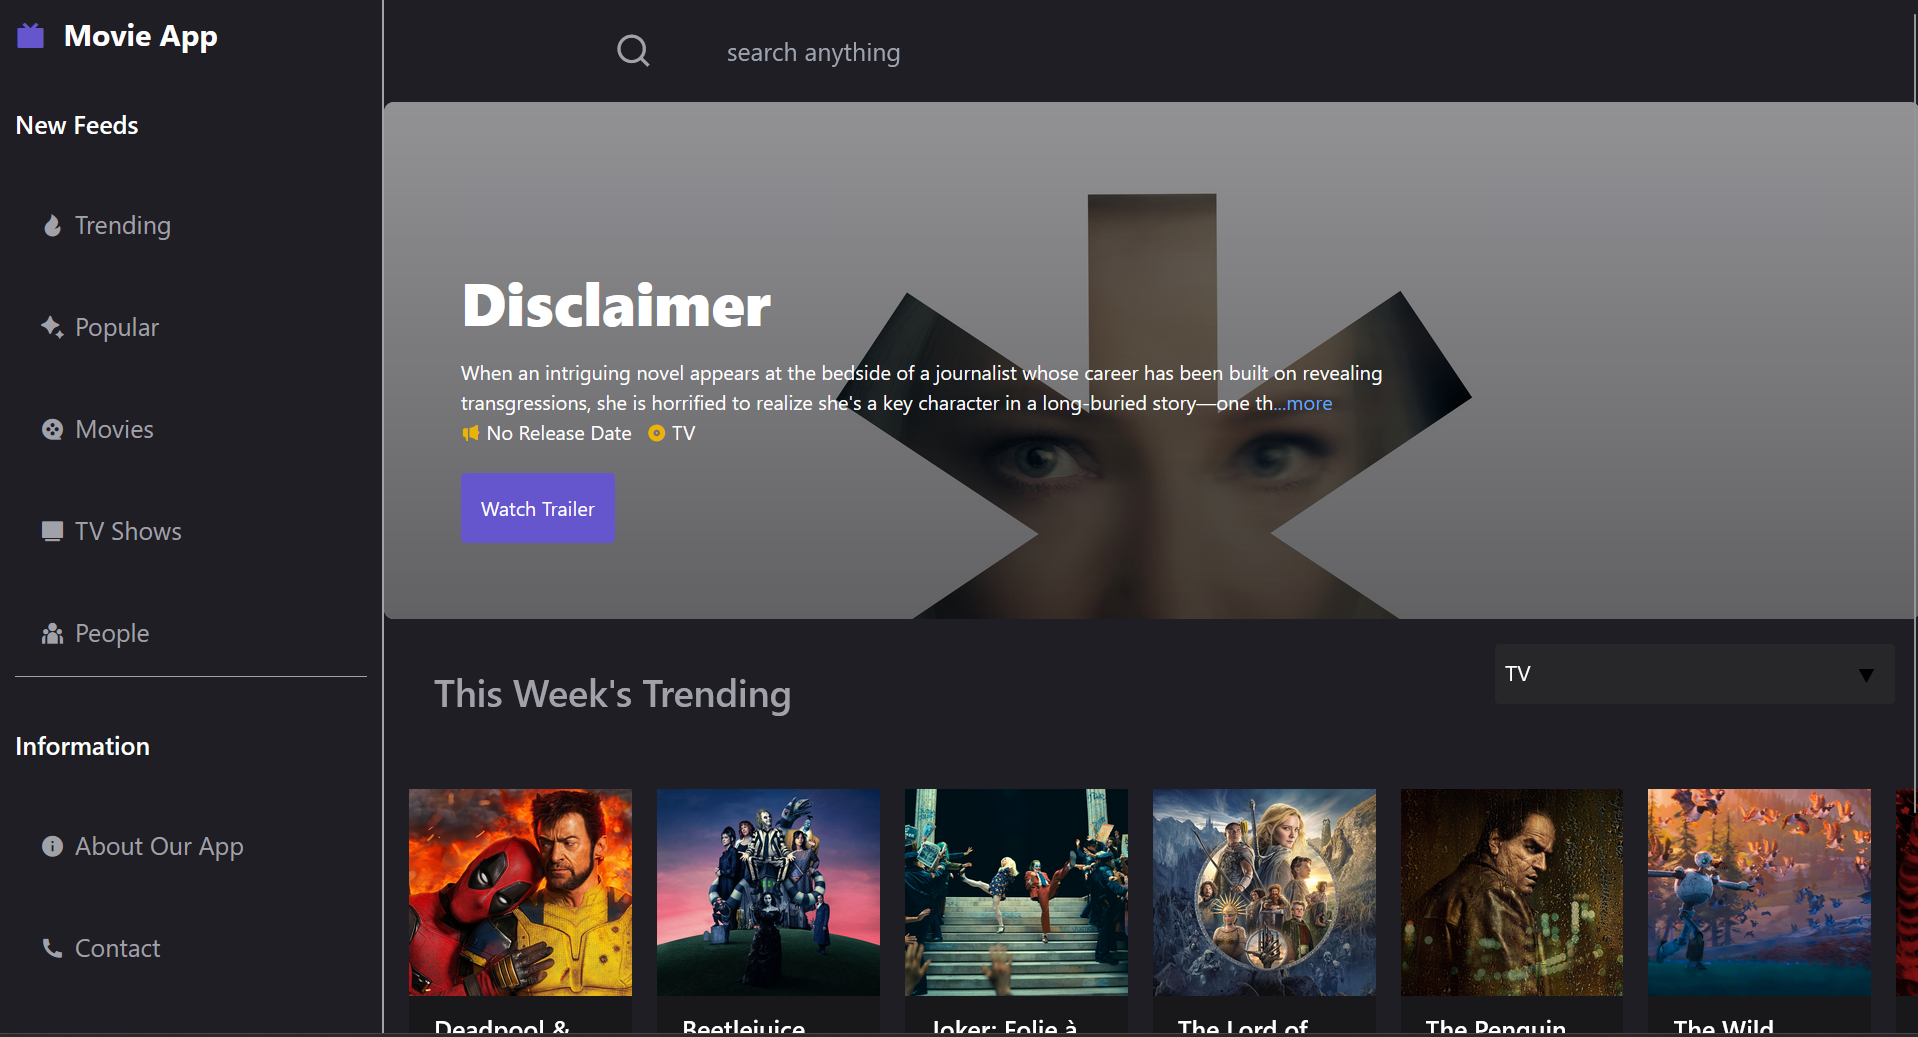 Movie App
search anything
New Feeds
Trending
Popular
Movies
TV Shows
People
Information
About Our App
Contact
Disclaimer
When an intriguing novel appears at the bedside of a journalist whose career has been built on revealing
transgressions, she is horrified to realize she's a key character in a long-buried story—one th...more
No Release Date TV
Watch Trailer
This Week's Trending
TV
Deadpool &
Beetlejuice
Joker: Folie à
The Lord of
The Penguin
The Wild